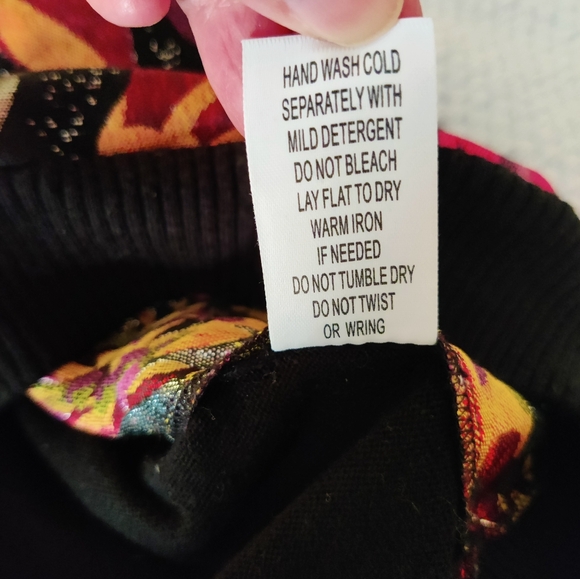 HAND WASH COLD
SEPARATELY WITH
MILD DETERGENT
DO NOT BLEACH
LAY FLAT TO DRY
WARM IRON
IF NEEDED
DO NOT TUMBLE DRY
DO NOT TWIST
OR WRING